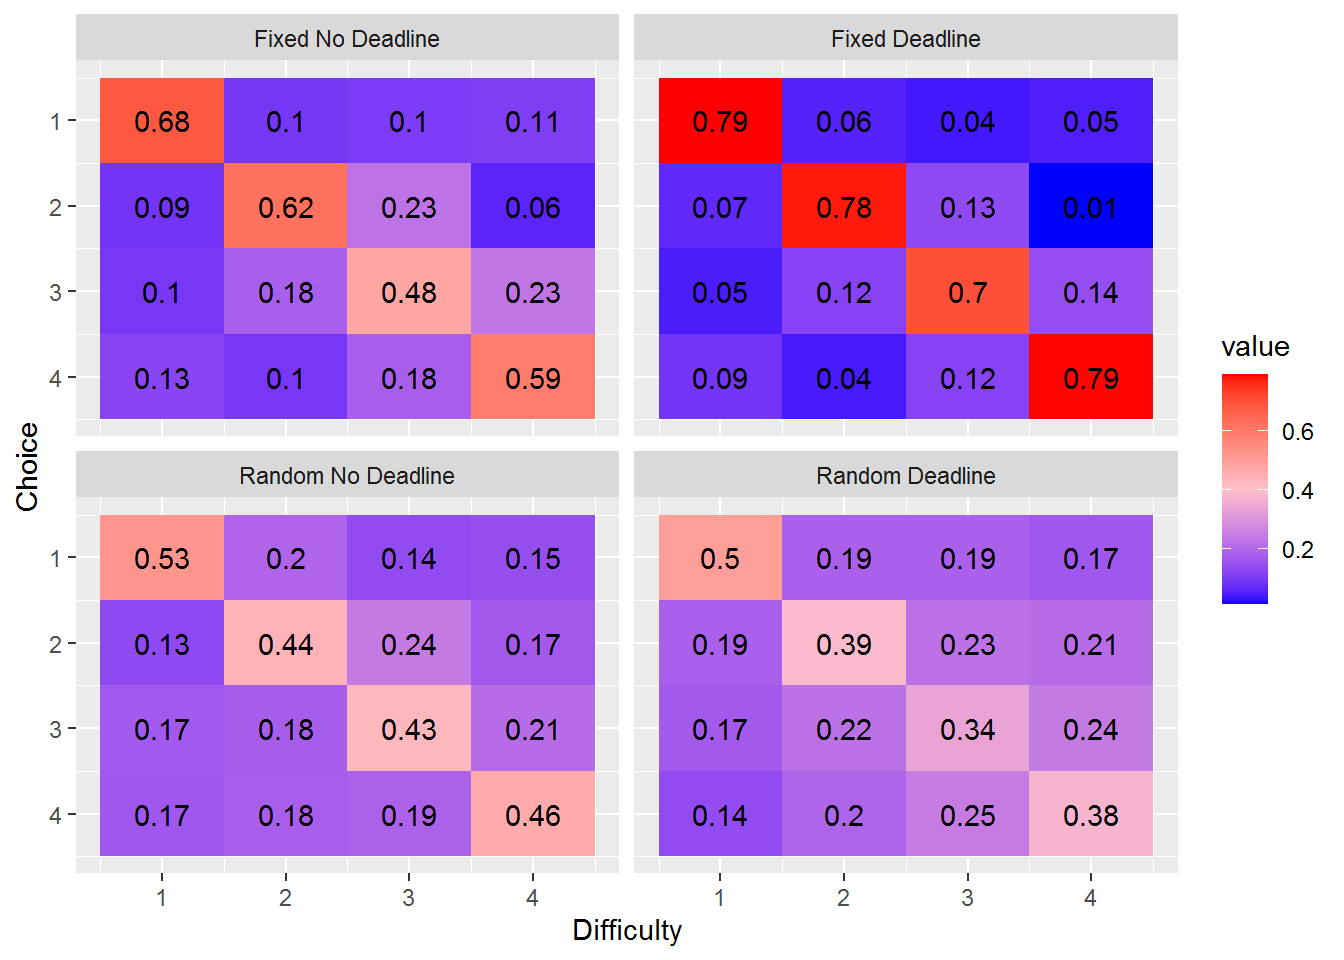 Fixed No Deadline
Fixed Deadline
1 0.68 0.1 0.1 0.11 0.79 0.06 0.04 0.05
2 0.09 0.62 0.23 0.06 0.07 0.78 0.13 0.01
3 0.1 0.18 0.48 0.23 0.05 0.12 0.7 0.14
4 0.13 0.1 0.18 0.59 0.09 0.04 0.12 0.79
Random No Deadline
Random Deadline
1 0.53 0.2 0.14 0.15 0.5 0.19 0.19 0.17
2 0.13 0.44 0.24 0.17 0.19 0.39 0.23 0.21
3 0.17 0.18 0.43 0.21 0.17 0.22 0.34 0.24
4 0.17 0.18 0.19 0.46 0.14 0.2 0.25 0.38
1 2 3 4 1 2 3 4
Difficulty
Choice
value
0.6
0.4
0.2